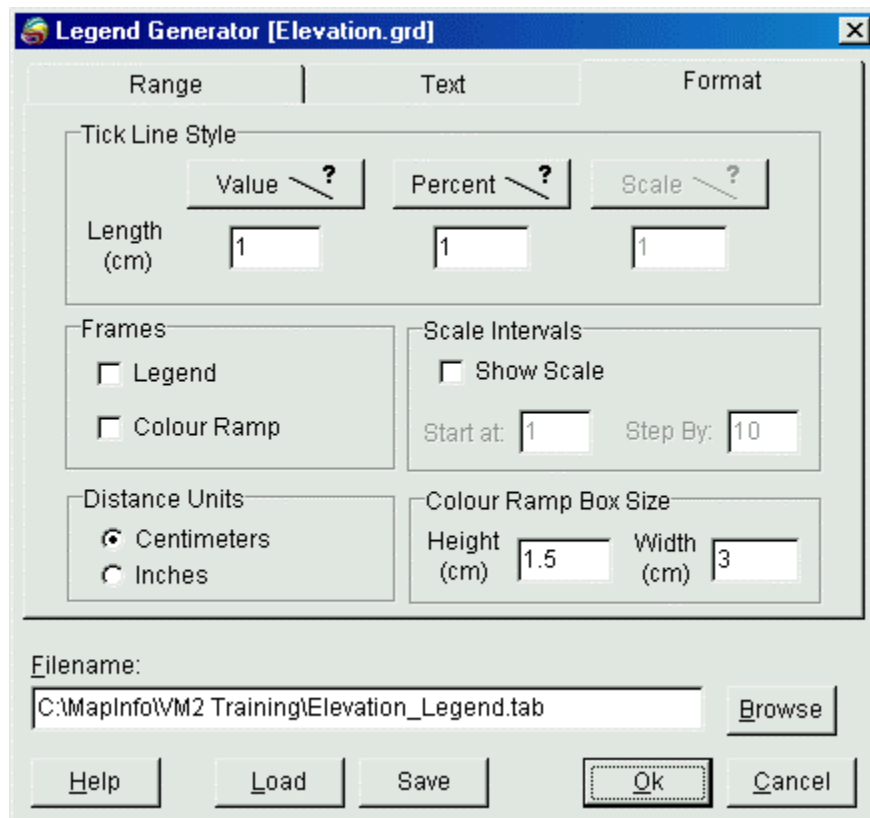 Legend Generator [Elevation.grd]
Range Text Format
Tick Line Style
Value ? Percent ? Scale ?
Length
(cm) 1 1 1
Frames
Legend
Colour Ramp
Scale Intervals
Show Scale
Start at: 1 Step By: 10
Distance Units
Centimeters
Inches
Colour Ramp Box Size
Height
(cm) 1.5 Width
(cm) 3
Filename:
C:\MapInfo\VM2 Training\Elevation_Legend.tab Browse
Help Load Save Ok Cancel